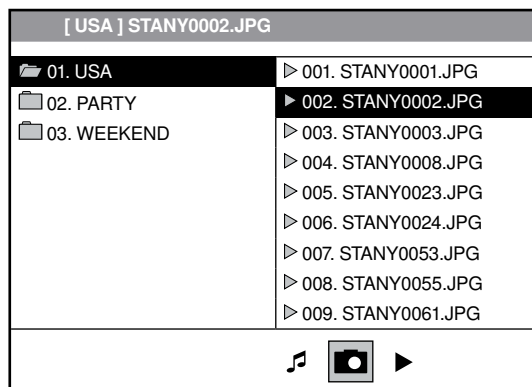 [ USA ] STANY0002.JPG
01. USA
02. PARTY
03. WEEKEND
001. STANY0001.JPG
002. STANY0002.JPG
003. STANY0003.JPG
004. STANY0008.JPG
005. STANY0023.JPG
006. STANY0024.JPG
007. STANY0053.JPG
008. STANY0055.JPG
009. STANY0061.JPG